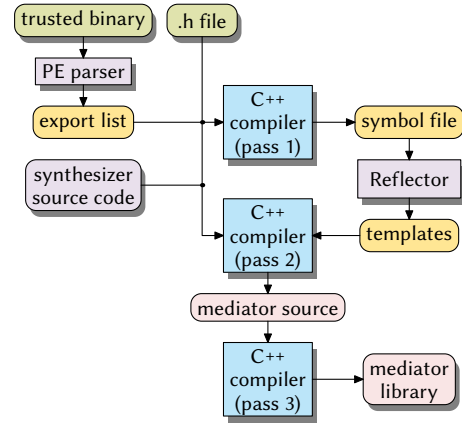 trusted binary
.h file
PE parser
export list
C++
compiler
(pass 1)
symbol file
synthesizer
source code
Reflector
C++
compiler
(pass 2)
templates
mediator source
C++
compiler
(pass 3)
mediator
library